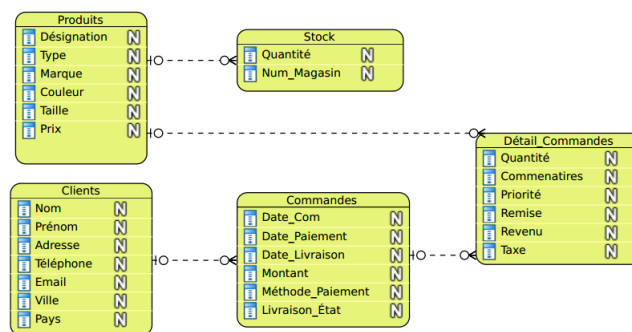 Produits
Désignation N
Type N
Marque N
Couleur N
Taille N
Prix N
Stock
Quantité N
Num_Magasin N
Détail_Commandes
Quantité N
Commenatires N
Priorité N
Remise N
Revenu N
Taxe N
Clients
Nom N
Prénom N
Adresse N
Téléphone N
Email N
Ville N
Pays N
Commandes
Date_Com N
Date_Paiement N
Date_Livraison N
Montant N
Méthode_Paiement N
Livraison_État N